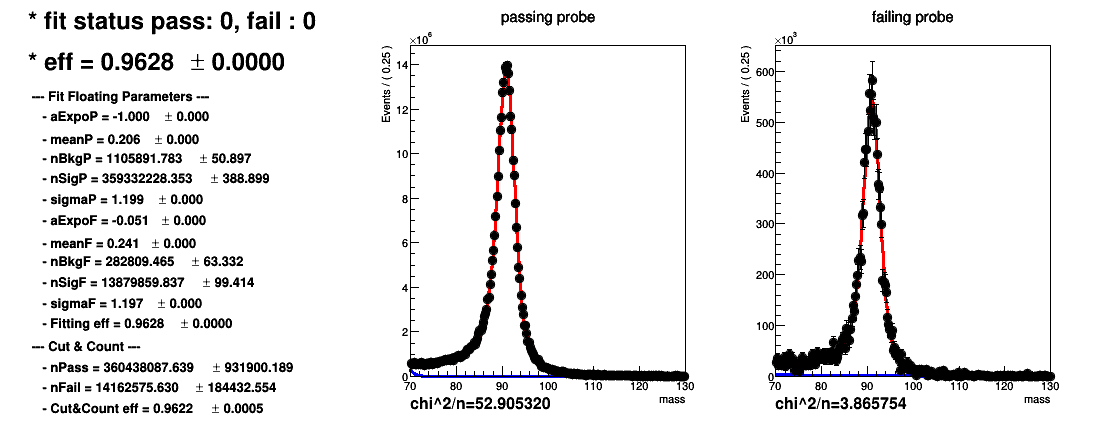 * fit status pass: 0, fail : 0
* eff = 0.9628 ± 0.0000
--- Fit Floating Parameters ---
- aExpoP = -1.000 ± 0.000
- meanP = 0.206 ± 0.000
- nBkgP = 1105891.783 ± 50.897
- nSigP = 359332228.353 ± 388.899
- sigmaP = 1.199 ± 0.000
- aExpoF = -0.051 ± 0.000
- meanF = 0.241 ± 0.000
- nBkgF = 282809.465 ± 63.332
- nSigF = 13879859.837 ± 99.414
- sigmaF = 1.197 ± 0.000
- Fitting eff = 0.9628 ± 0.0000
--- Cut & Count ---
- nPass = 360438087.639 ± 931900.189
- nFail = 14162575.630 ± 184432.554
- Cut&Count eff = 0.9622 ± 0.0005
passing probe
×10^6
Events / ( 0.25 )
14
12
10
8
6
4
2
0
70 80 90 100 110 120 130
mass
chi^2/n=52.905320
failing probe
×10^3
Events / ( 0.25 )
600
500
400
300
200
100
0
70 80 90 100 110 120 130
mass
chi^2/n=3.865754